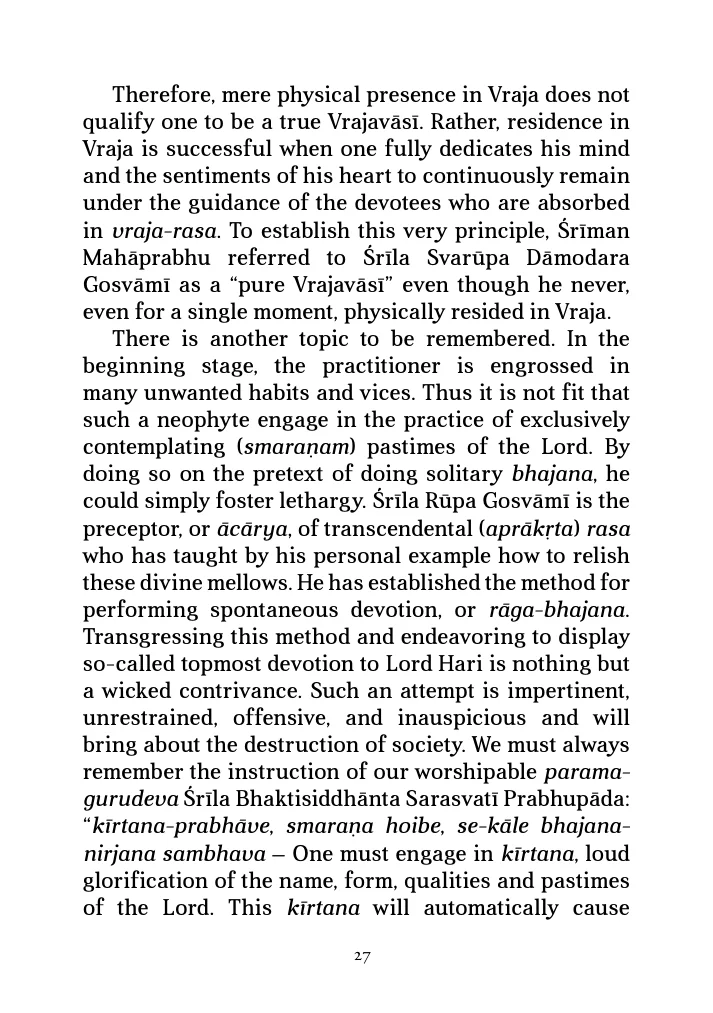 Therefore, mere physical presence in Vraja does not
qualify one to be a true Vrajavāsī. Rather, residence in
Vraja is successful when one fully dedicates his mind
and the sentiments of his heart to continuously remain
under the guidance of the devotees who are absorbed
in vraja-rasa. To establish this very principle, Śrīman
Mahāprabhu referred to Śrīla Svarūpa Dāmodara
Gosvāmī as a “pure Vrajavāsī” even though he never,
even for a single moment, physically resided in Vraja.
There is another topic to be remembered. In the
beginning stage, the practitioner is engrossed in
many unwanted habits and vices. Thus it is not fit that
such a neophyte engage in the practice of exclusively
contemplating (smaraṇam) pastimes of the Lord. By
doing so on the pretext of doing solitary bhajana, he
could simply foster lethargy. Śrīla Rūpa Gosvāmī is the
preceptor, or ācārya, of transcendental (aprākṛta) rasa
who has taught by his personal example how to relish
these divine mellows. He has established the method for
performing spontaneous devotion, or rāga-bhajana.
Transgressing this method and endeavoring to display
so-called topmost devotion to Lord Hari is nothing but
a wicked contrivance. Such an attempt is impertinent,
unrestrained, offensive, and inauspicious and will
bring about the destruction of society. We must always
remember the instruction of our worshipable parama-
gurudeva Śrīla Bhaktisiddhānta Sarasvatī Prabhupāda:
“kīrtana-prabhāve, smaraṇa hoibe, se-kāle bhajana-
nirjana sambhava – One must engage in kīrtana, loud
glorification of the name, form, qualities and pastimes
of the Lord. This kīrtana will automatically cause
27